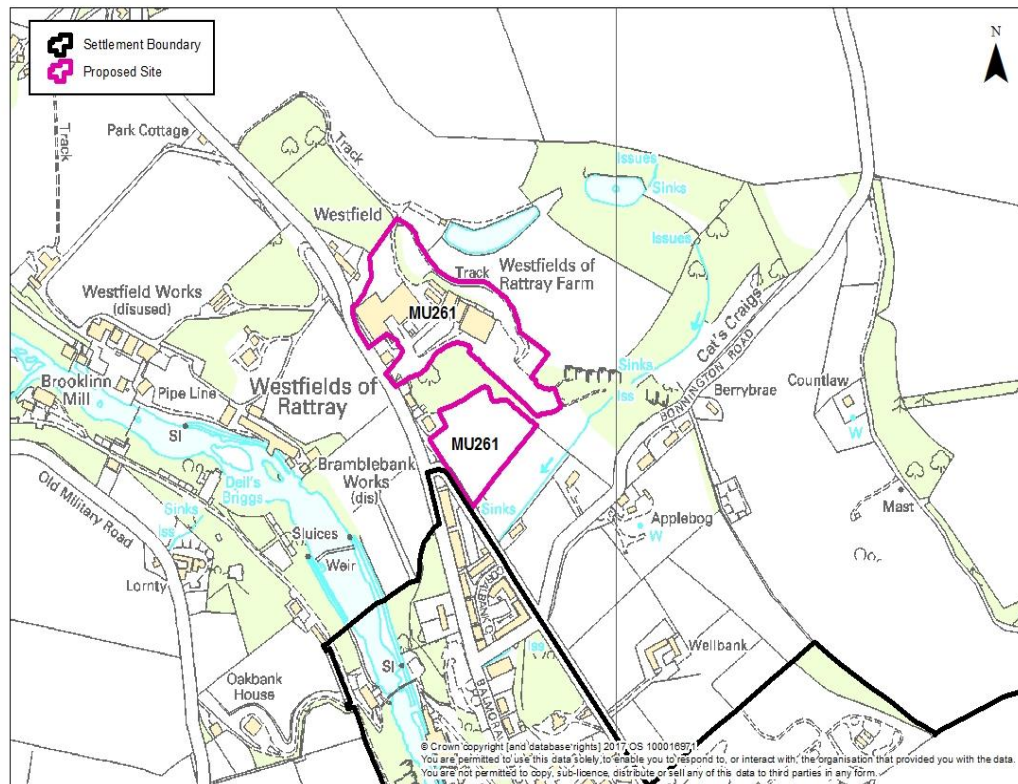 Settlement Boundary
Proposed Site
N
Track
Park Cottage
Track
Issues
Sinks
Westfield
Issues
Track
Westfields of
Rattray Farm
Westfield Works
(disused)
MU261
Cat's Craigs
BONNINGTON ROAD
Sinks
Iss
Berrybrae
Countlaw
W
Brooklinn
Mill
Pipe Line
Westfields of
Rattray
SI
MU261
Bramblebank
Works
(dis)
Dell's
Briggs
Old Military Road
Sinks
Iss
Sinks
Mast
Applebog
W
Sluices
Weir
Lornty
Iss
Wellbank
SI
Oakbank
House
BALMORA
© Crown copyright [and database rights] 2017 OS 100016971
You are permitted to use this data solely to enable you to respond to, or interact with, the organisation that provided you with the data.
You are not permitted to copy, sub-licence, distribute or sell any of this data to third parties in any form.